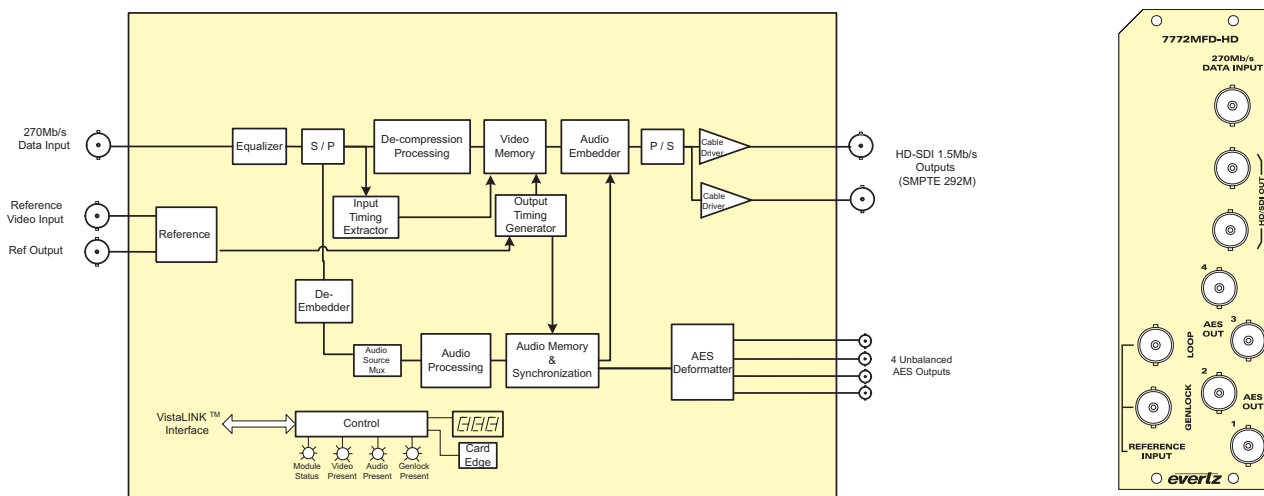 270Mb/s
Data Input
Reference
Video Input
Ref Output
Equalizer
S / P
De-compression
Processing
Video
Memory
Audio
Embedder
P / S
Cable
Driver
Cable
Driver
HD-SDI 1.5Mb/s
Outputs
(SMPTE 292M)
Reference
Input
Timing
Extractor
Output
Timing
Generator
De-
Embedder
Audio
Source
Mux
Audio
Processing
Audio Memory
&
Synchronization
AES
Deformatter
4 Unbalanced
AES Outputs
VistaLINK TM
Interface
Control
Card
Edge
Module
Status
Video
Present
Audio
Present
Genlock
Present
7772MFD-HD
270Mb/s
DATA INPUT
HD/SDI OUT
4
AES
OUT
3
LOOP
2
GENLOCK
AES
OUT
1
REFERENCE
INPUT
evertz